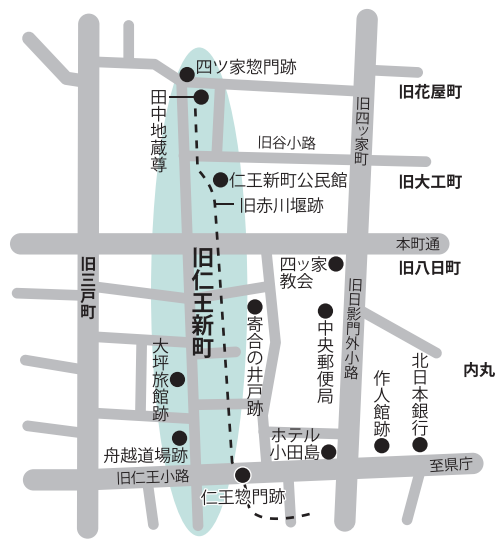 四ツ家惣門跡
田中地蔵尊
旧花屋町
旧四ッ家町
旧谷小路
仁王新町公民館
旧大工町
旧赤川堰跡
本町通
旧三戸町
旧仁王新町
四ッ家
教会
旧八日町
旧日影門外小路
寄合の井戸跡
中央郵便局
大坪旅館跡
北日本銀行
作人館跡
内丸
ホテル
小田島
舟越道場跡
旧仁王小路
至県庁
仁王惣門跡